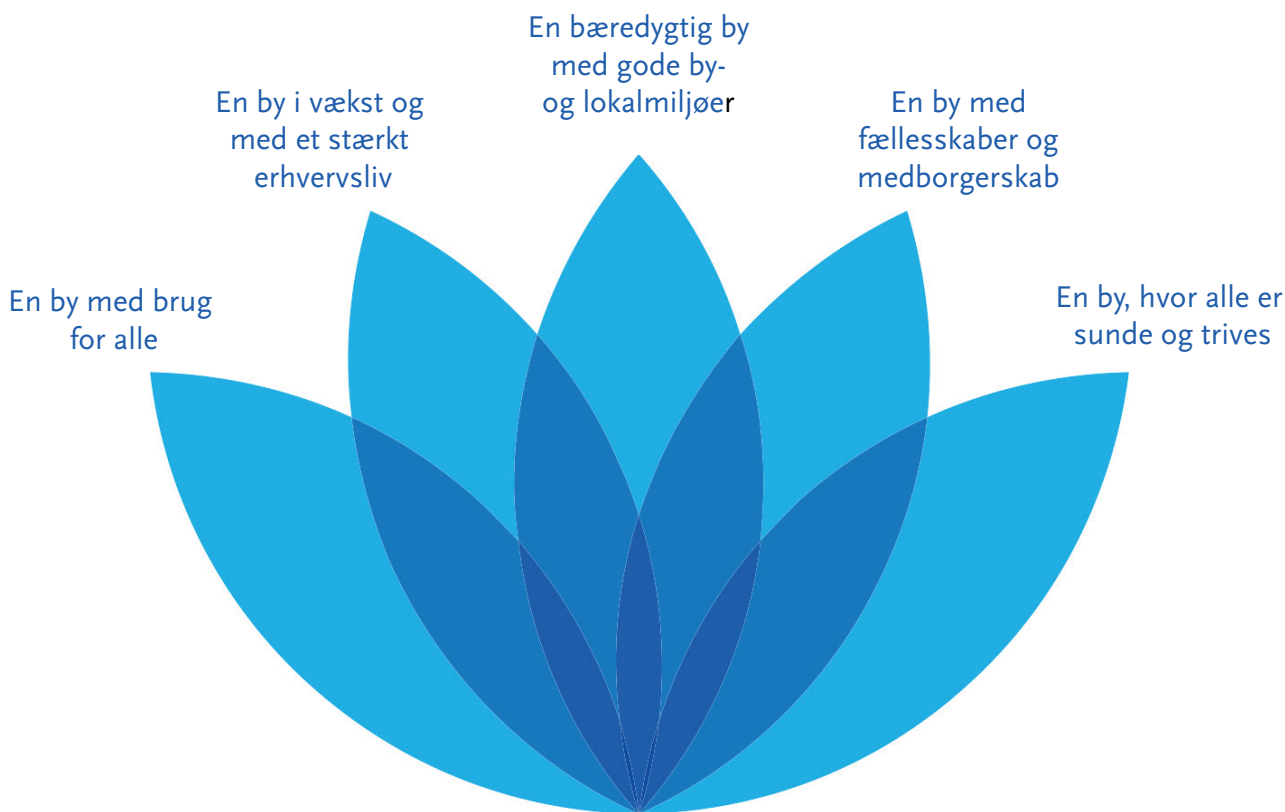 En by med brug
for alle
En by i vækst og
med et stærkt
erhvervsliv
En bæredygtig by
med gode by-
og lokalmiljøer
En by med
fællesskaber og
medborgerskab
En by, hvor alle er
sunde og trives